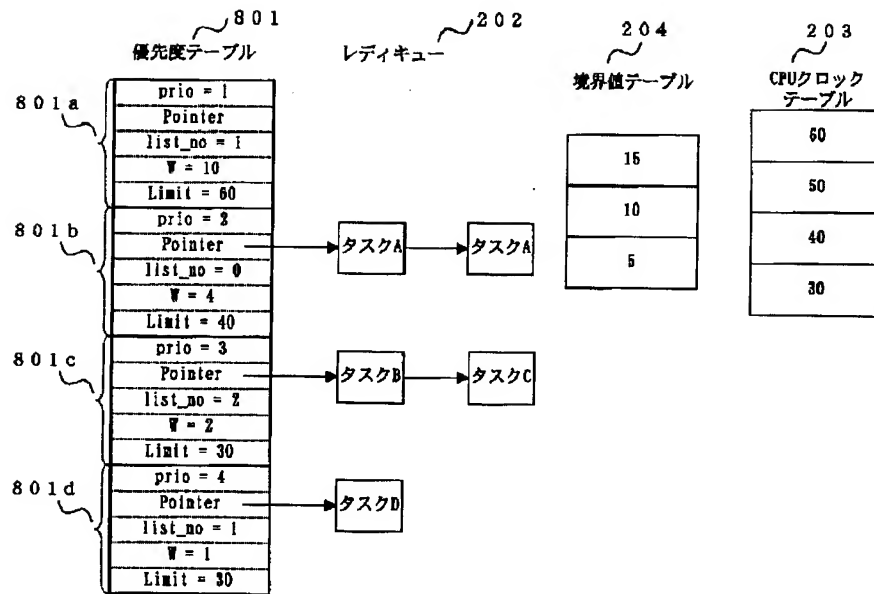 801
優先度テーブル
202
レディキュー
204
境界値テーブル
203
CPUクロック
テーブル
801a
prio = 1
Pointer
list_no = 1
W = 10
Limit = 60
801b
prio = 2
Pointer
list_no = 0
W = 4
Limit = 40
タスクA
タスクA
801c
prio = 3
Pointer
list_no = 2
W = 2
Limit = 30
タスクB
タスクC
801d
prio = 4
Pointer
list_no = 1
W = 1
Limit = 30
タスクD
15
10
5
60
50
40
30